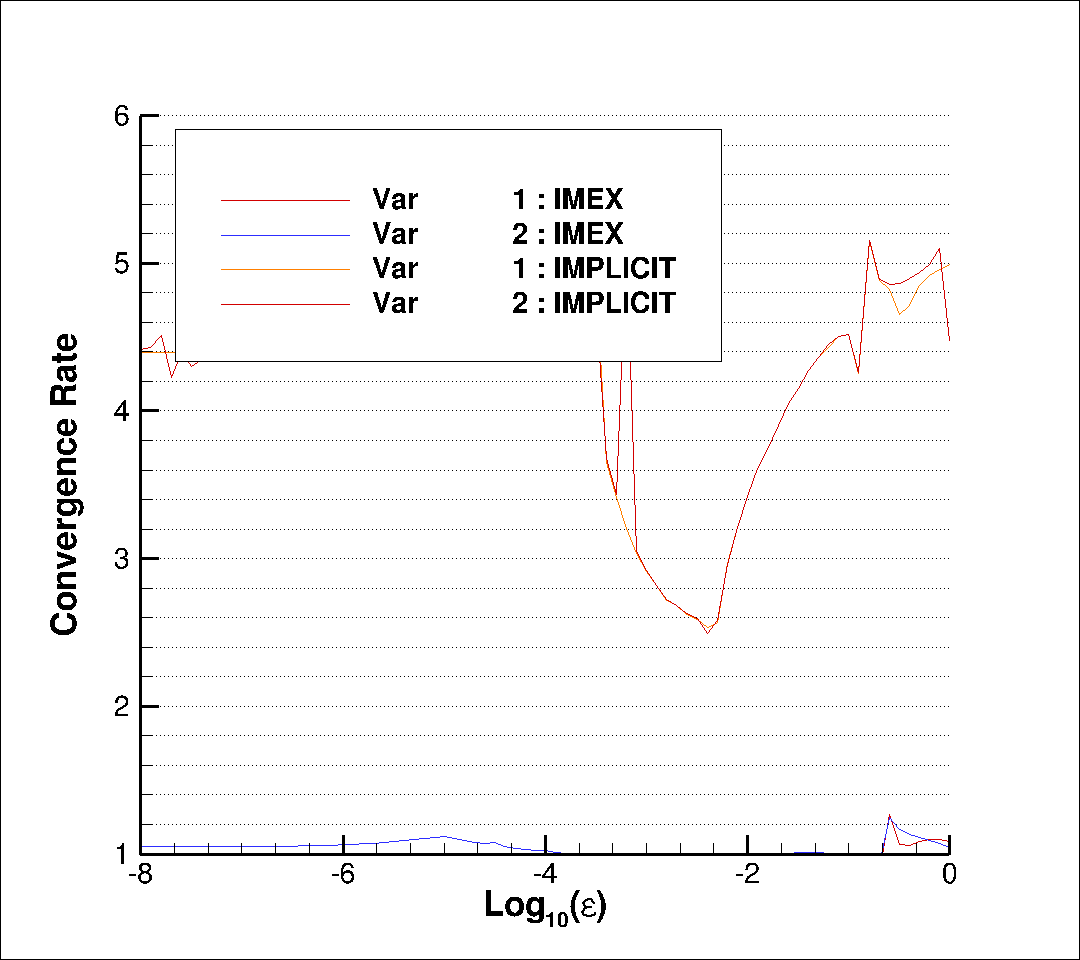 6
Var 1 : IMEX
Var 2 : IMEX
Var 1 : IMPLICIT
Var 2 : IMPLICIT
5
4
3
2
1
Convergence Rate
-8 -6 -4 -2 0
Log10(ε)